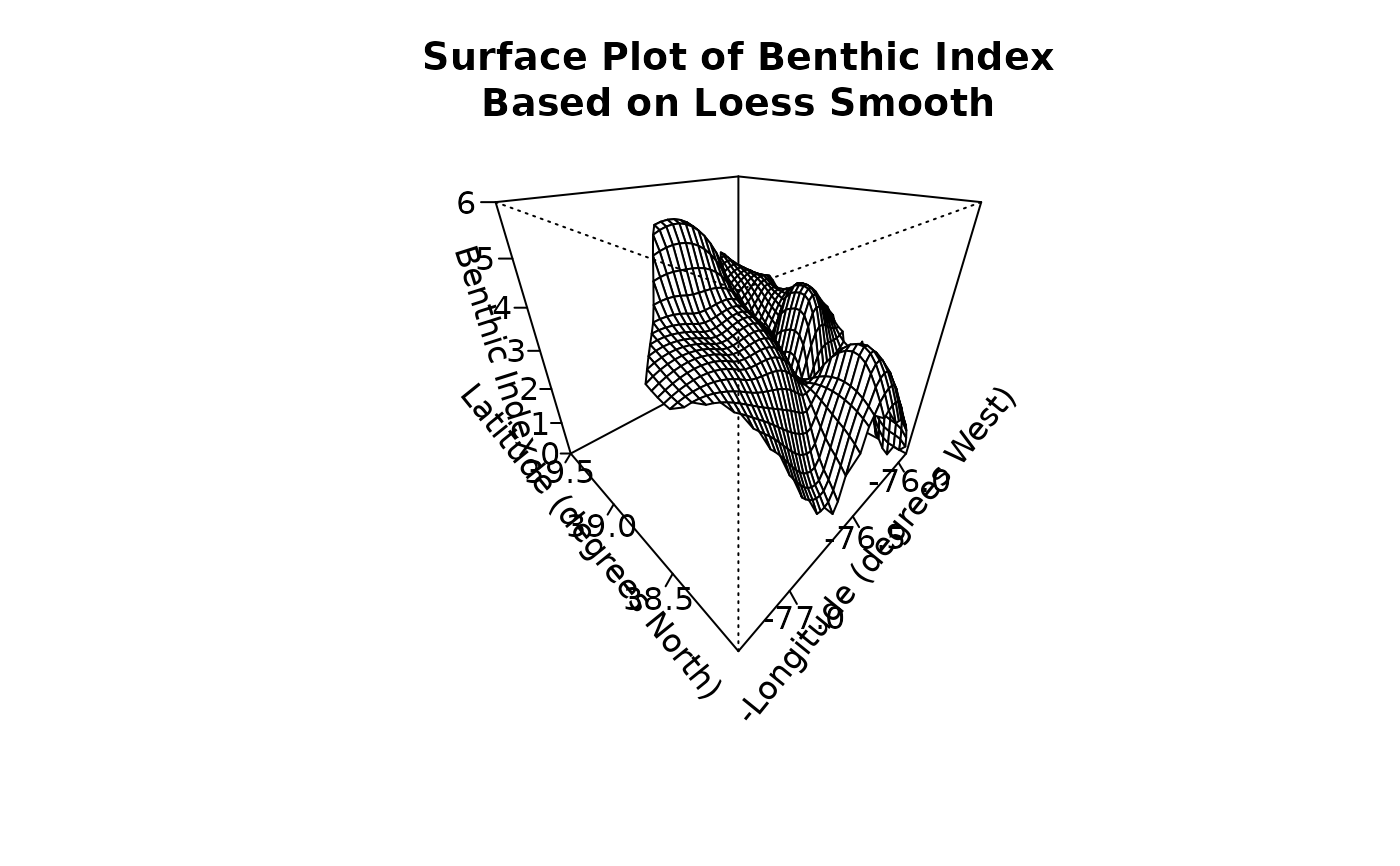 Surface Plot of Benthic Index
Based on Loess Smooth
6
5
4
3
2
1
0
Benthic Index
39.5
39.0
38.5
Latitude (degrees North)
-76.0
-76.5
-77.0
-Longitude (degrees West)